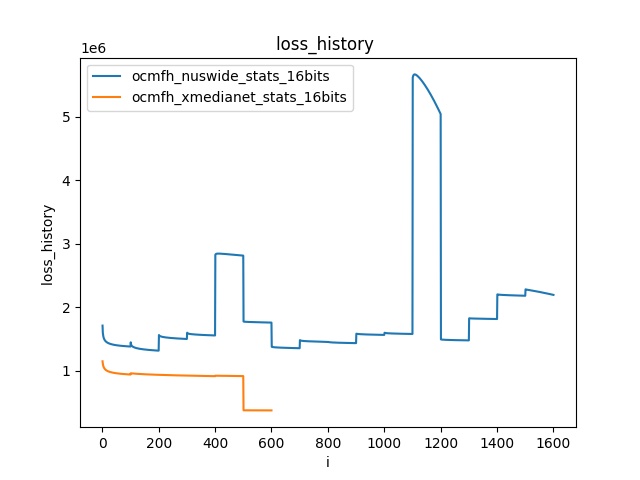 loss_history
1e6
ocmfh_nuswide_stats_16bits
ocmfh_xmedianet_stats_16bits
loss_history
5
4
3
2
1
0 200 400 600 800 1000 1200 1400 1600
i